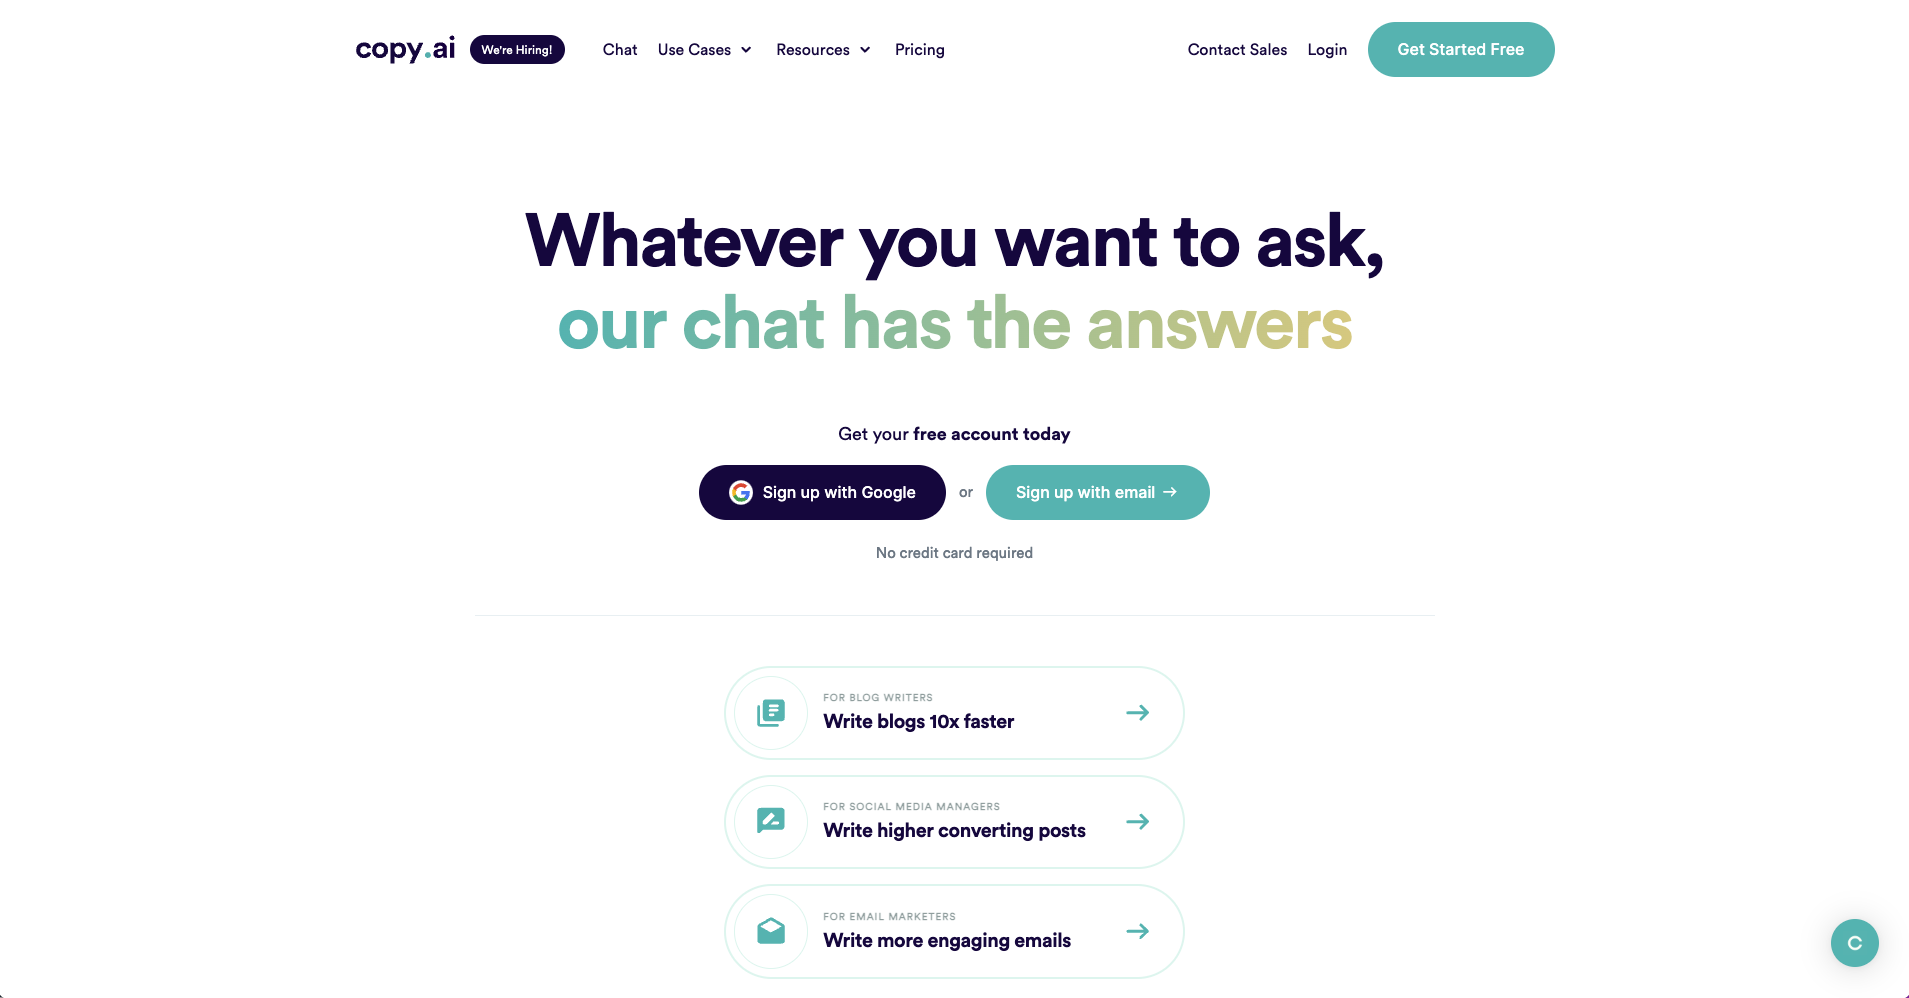 copy.ai We're Hiring! Chat Use Cases Resources Pricing Contact Sales Login Get Started Free
Whatever you want to ask,
our chat has the answers
Get your free account today
Sign up with Google or Sign up with email →
No credit card required
FOR BLOG WRITERS
Write blogs 10x faster
FOR SOCIAL MEDIA MANAGERS
Write higher converting posts
FOR EMAIL MARKETERS
Write more engaging emails
C